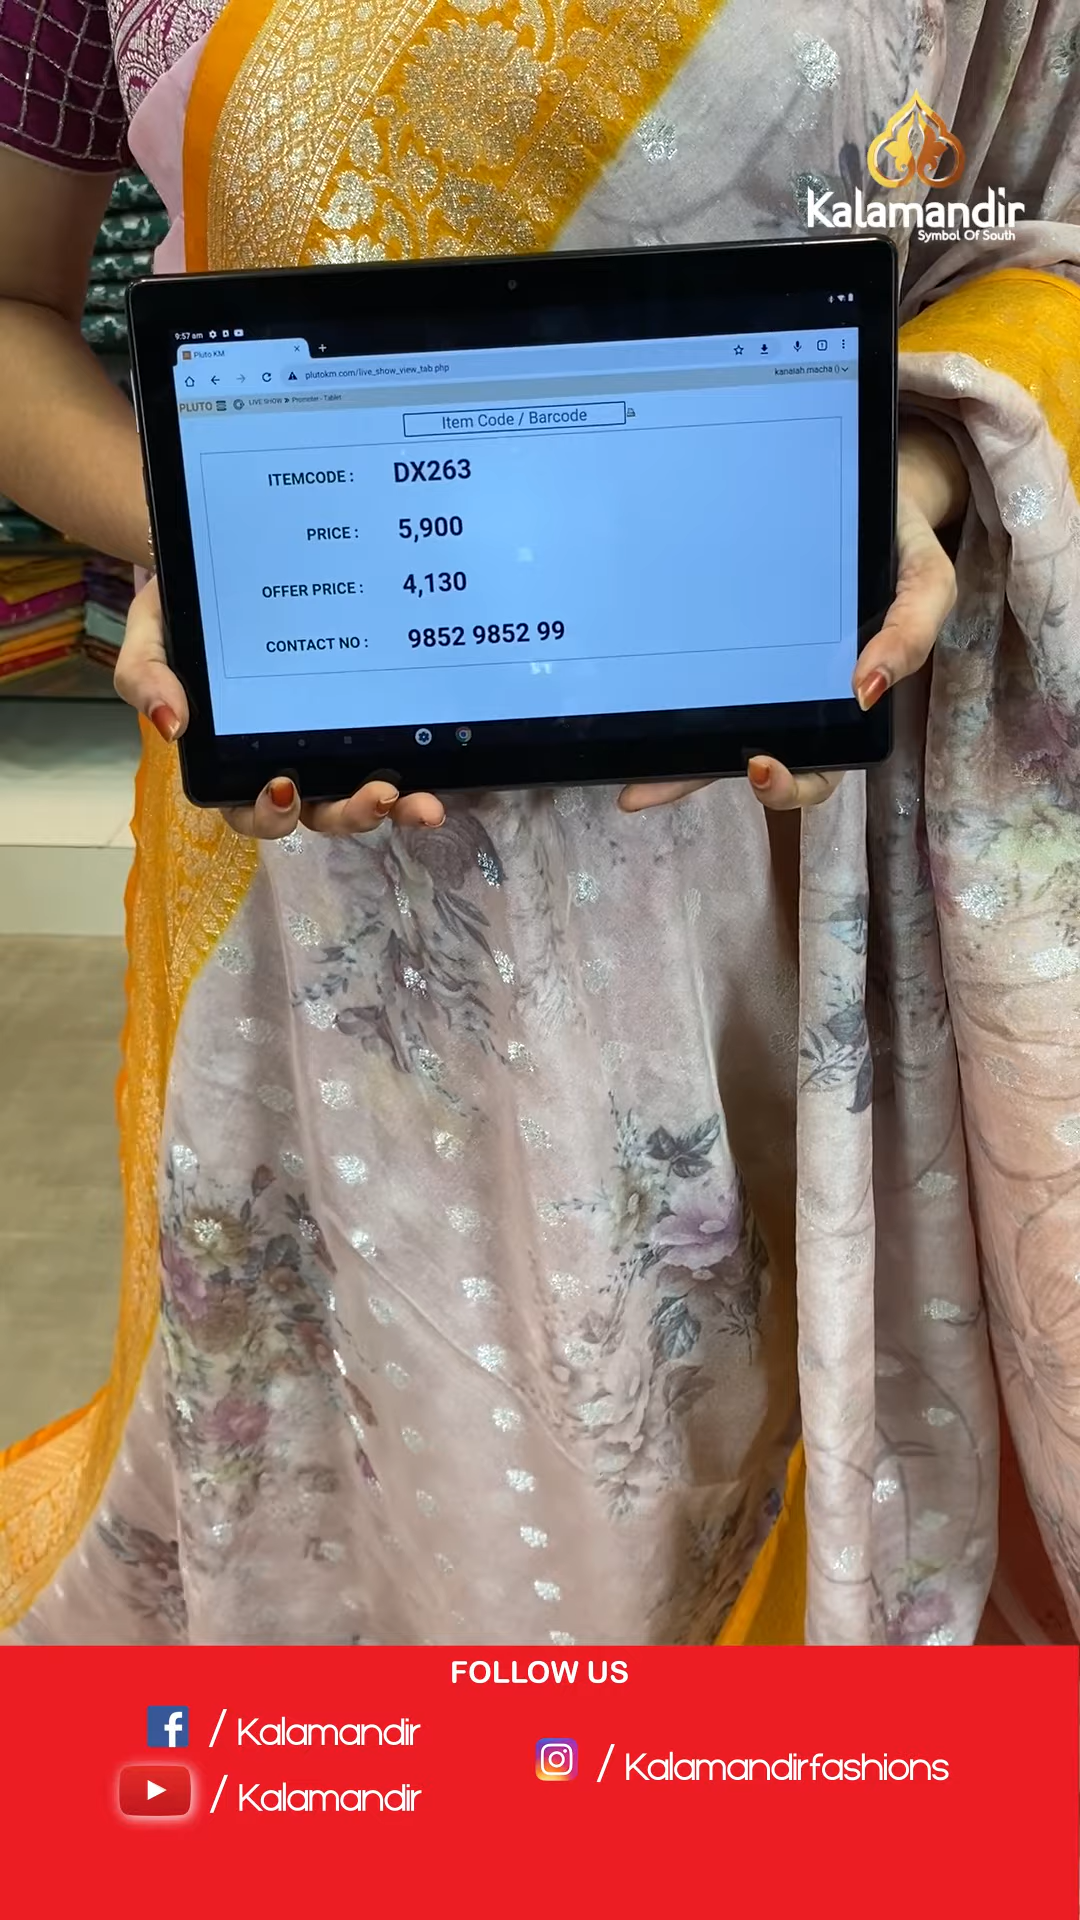 Kalamandir
Symbol Of South
9:57 am
Pluto KM
plutokm.com/live_show_view_tab.php
kanaiah.macha ()
PLUTO
LIVE SHOW » Promoter - Tablet
Item Code / Barcode
ITEMCODE : DX263
PRICE : 5,900
OFFER PRICE : 4,130
CONTACT NO : 9852 9852 99
FOLLOW US
/ Kalamandir
/ Kalamandirfashions
/ Kalamandir